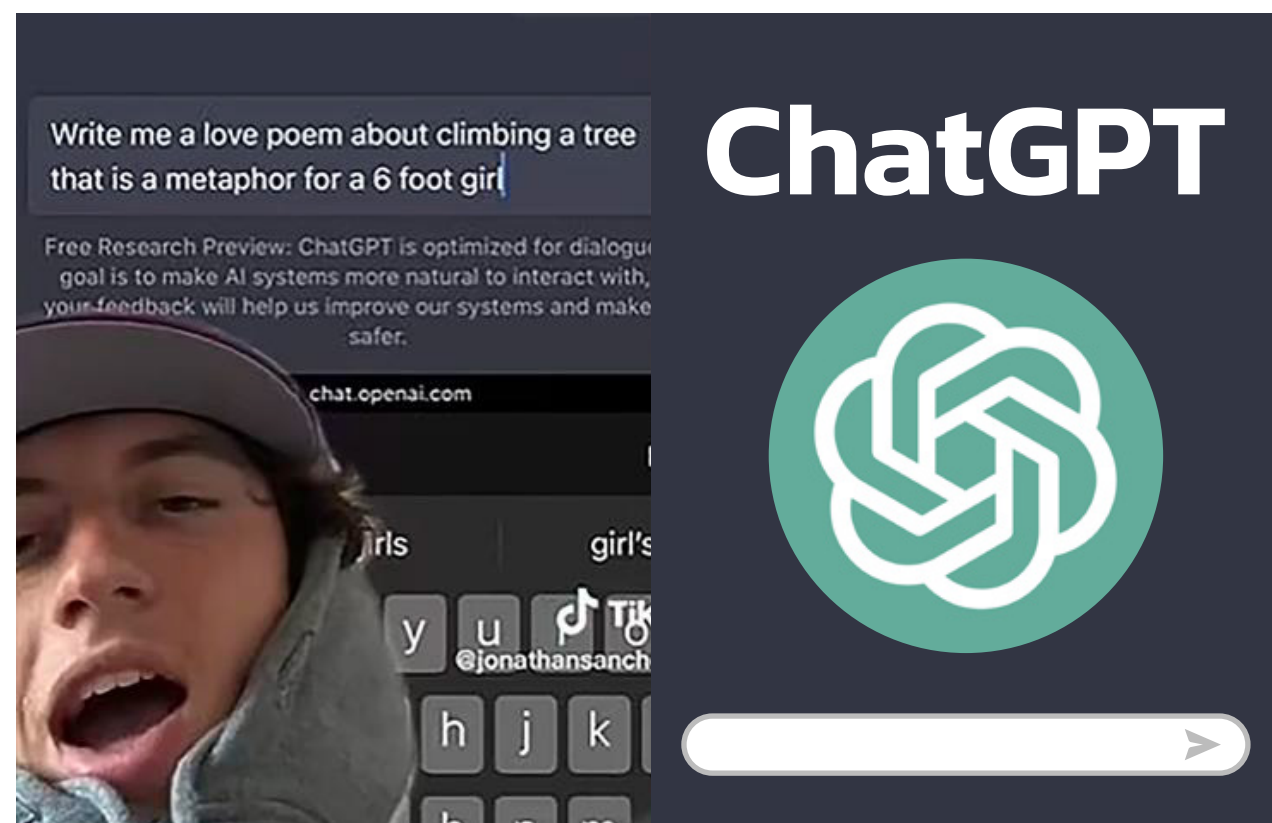 Write me a love poem about climbing a tree
that is a metaphor for a 6 foot girl
Free Research Preview: ChatGPT is optimized for dialogue
goal is to make AI systems more natural to interact with,
your feedback will help us improve our systems and make
safer.
chat.openai.com
girl's
y u o
@jonathansanch
h j k
ChatGPT